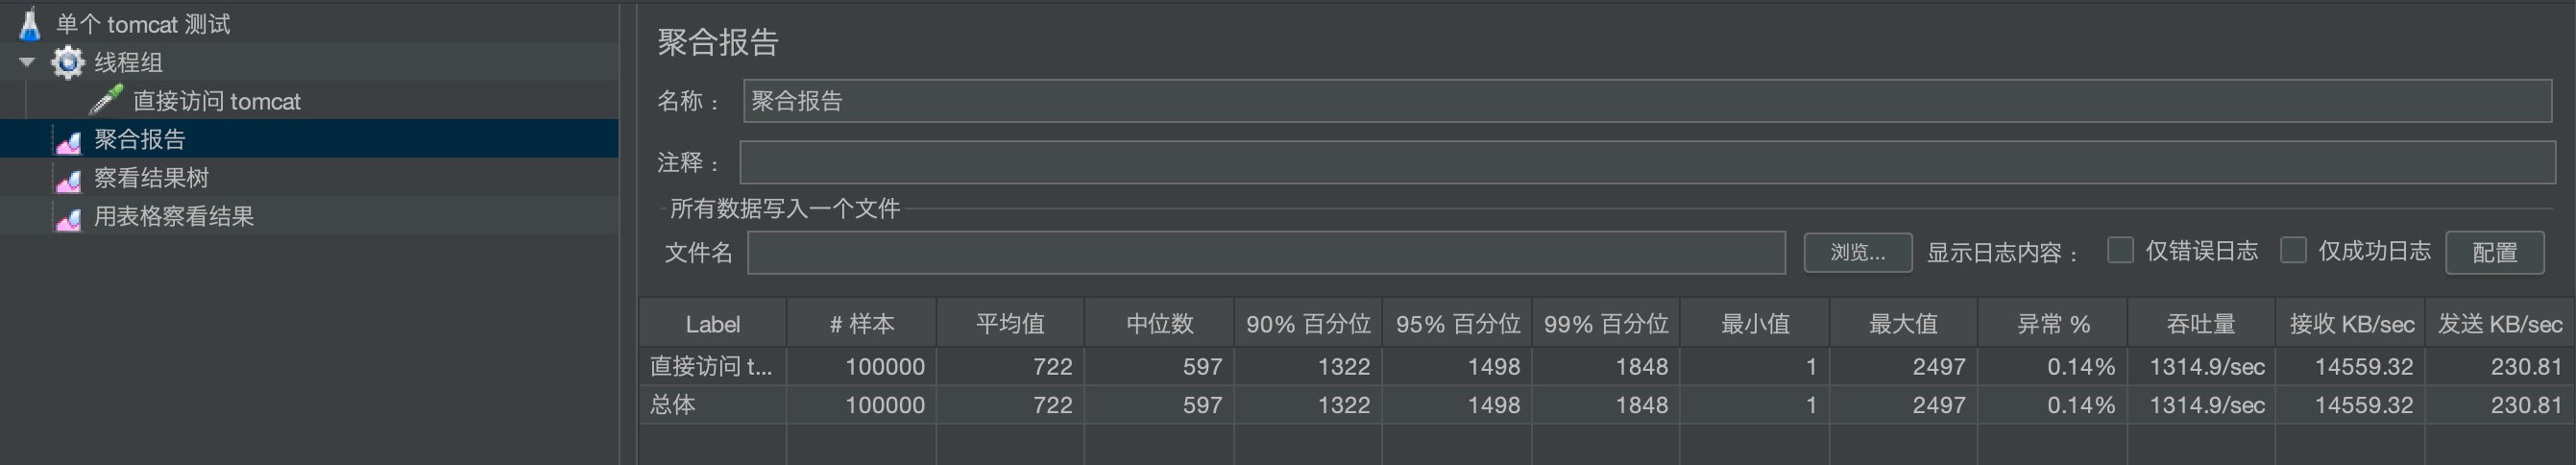 单个 tomcat 测试
线程组
直接访问 tomcat
聚合报告
察看结果树
用表格察看结果
聚合报告
名称： 聚合报告
注释：
所有数据写入一个文件
文件名 浏览... 显示日志内容： 仅错误日志 仅成功日志 配置
Label # 样本 平均值 中位数 90% 百分位 95% 百分位 99% 百分位 最小值 最大值 异常 % 吞吐量 接收 KB/sec 发送 KB/sec
直接访问 t... 100000 722 597 1322 1498 1848 1 2497 0.14% 1314.9/sec 14559.32 230.81
总体 100000 722 597 1322 1498 1848 1 2497 0.14% 1314.9/sec 14559.32 230.81